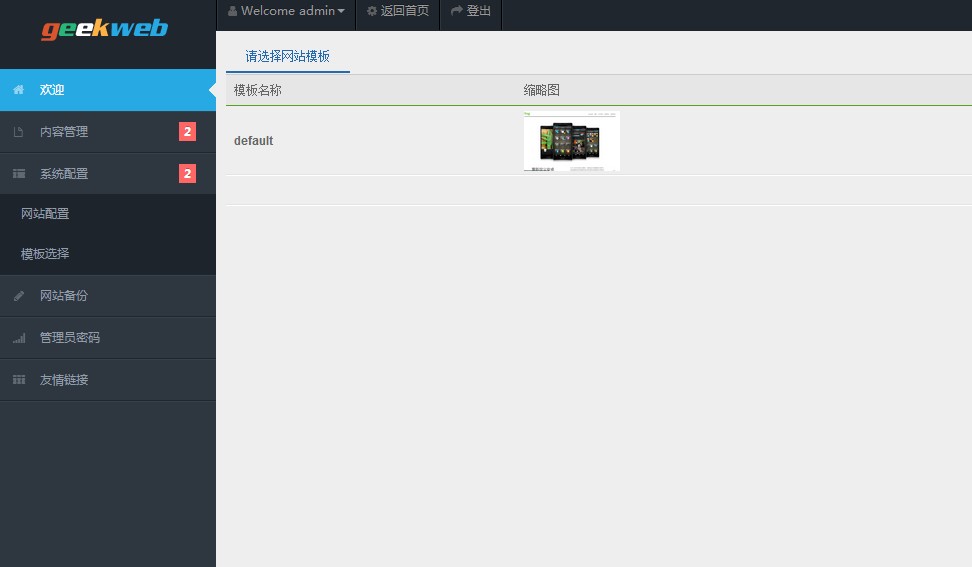 geekweb
Welcome admin
返回首页
登出
欢迎
内容管理
2
系统配置
2
网站配置
模板选择
网站备份
管理员密码
友情链接
请选择网站模板
模板名称
缩略图
default